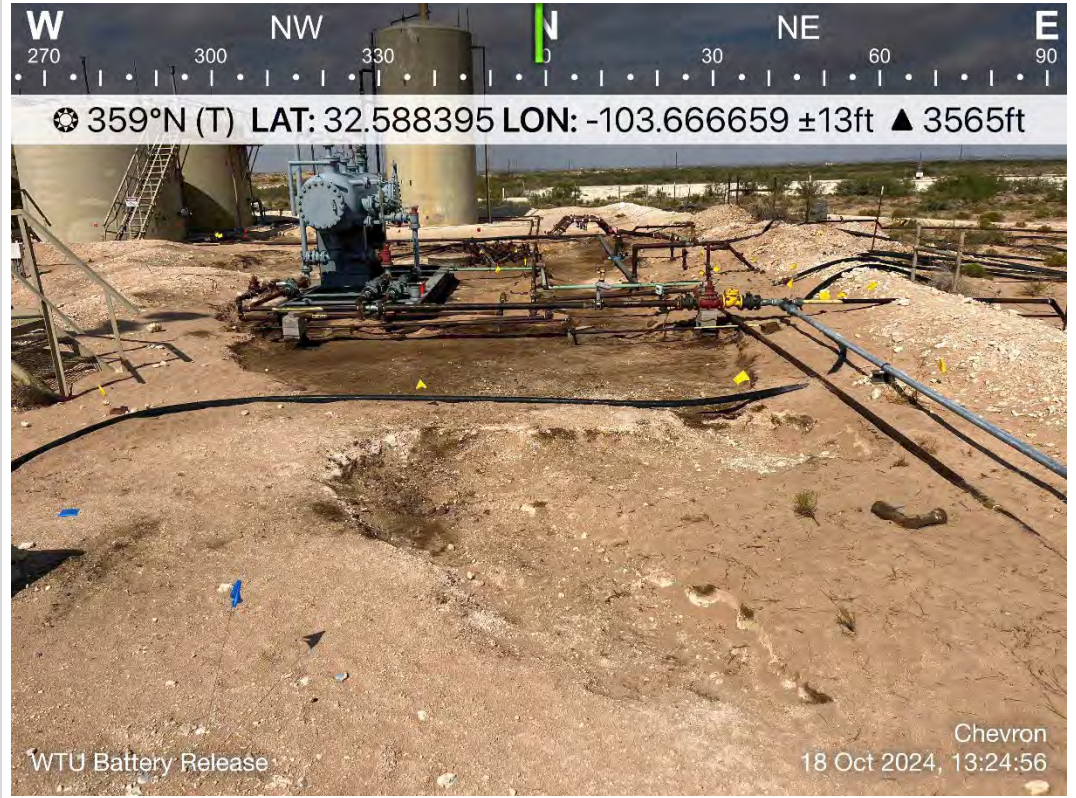 W NW N NE E
270 300 330 0 30 60 90
359°N (T) LAT: 32.588395 LON: -103.666659 ±13ft ▲ 3565ft
Chevron
WTU Battery Release 18 Oct 2024, 13:24:56